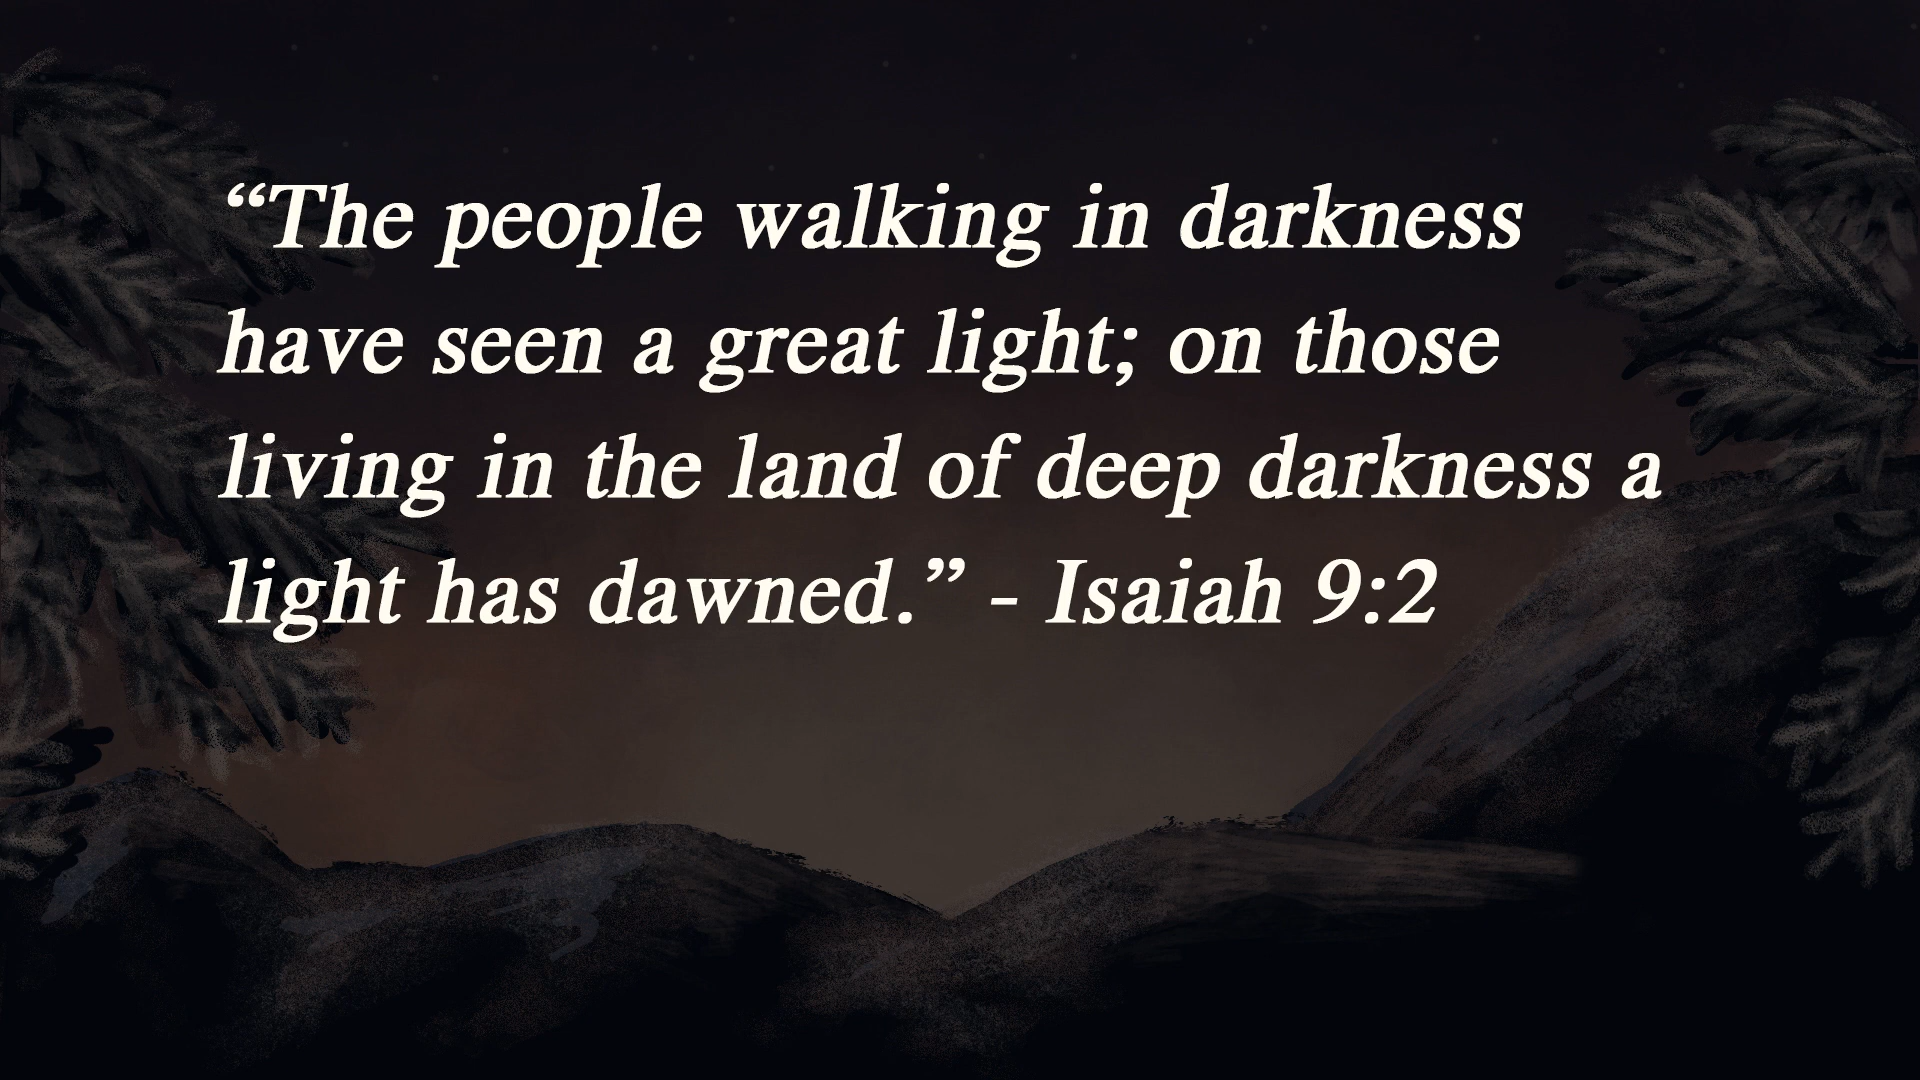 “The people walking in darkness
have seen a great light; on those
living in the land of deep darkness a
light has dawned.” - Isaiah 9:2